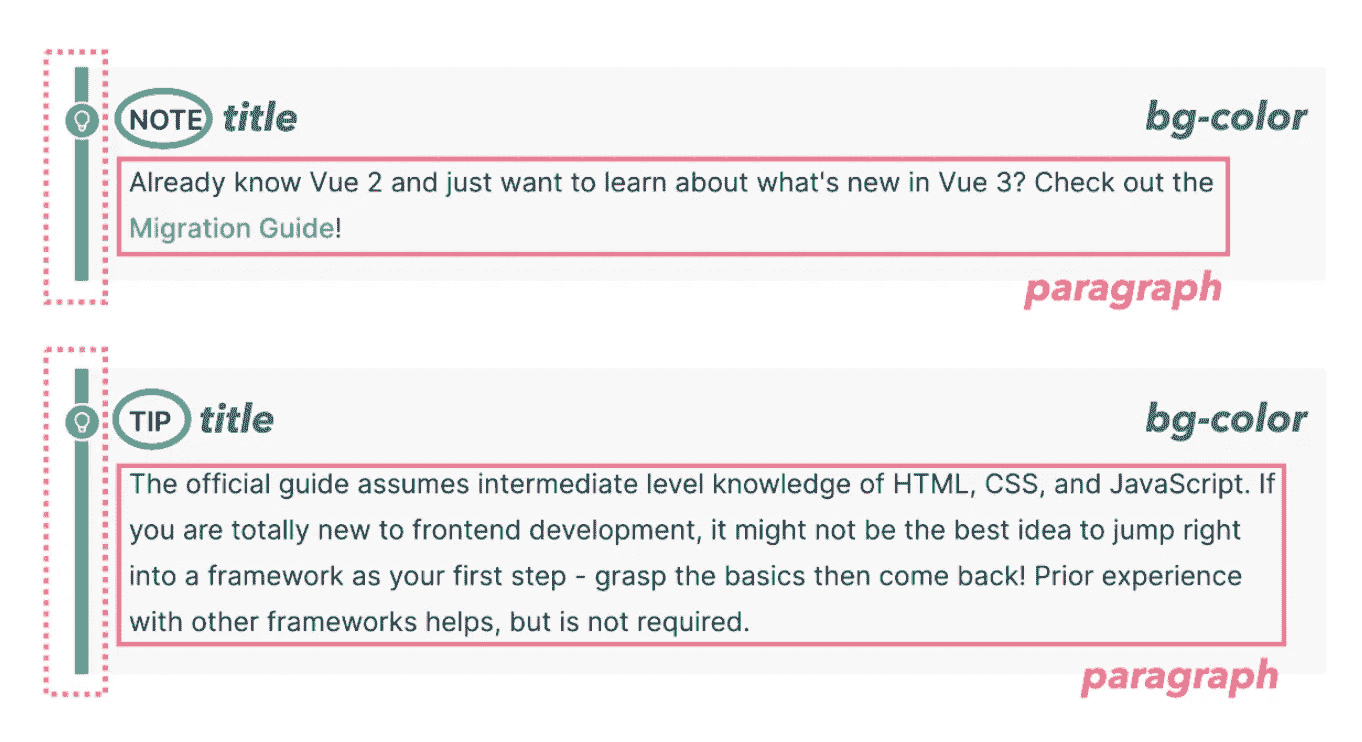 NOTE title bg-color
Already know Vue 2 and just want to learn about what's new in Vue 3? Check out the
Migration Guide!
paragraph
TIP title bg-color
The official guide assumes intermediate level knowledge of HTML, CSS, and JavaScript. If
you are totally new to frontend development, it might not be the best idea to jump right
into a framework as your first step - grasp the basics then come back! Prior experience
with other frameworks helps, but is not required.
paragraph